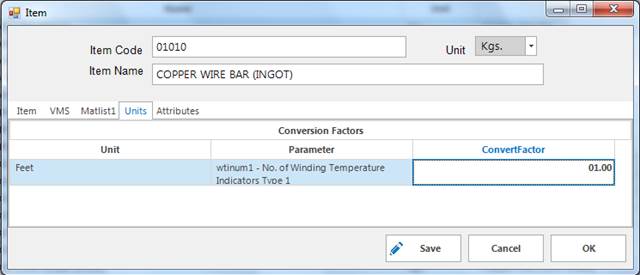 Item
Item Code 01010 Unit Kgs.
Item Name COPPER WIRE BAR (INGOT)
Item VMS Matlist1 Units Attributes
Conversion Factors
Unit Parameter ConvertFactor
Feet wtinum1 - No. of Winding Temperature 01.00
Indicators Type 1
Save Cancel OK